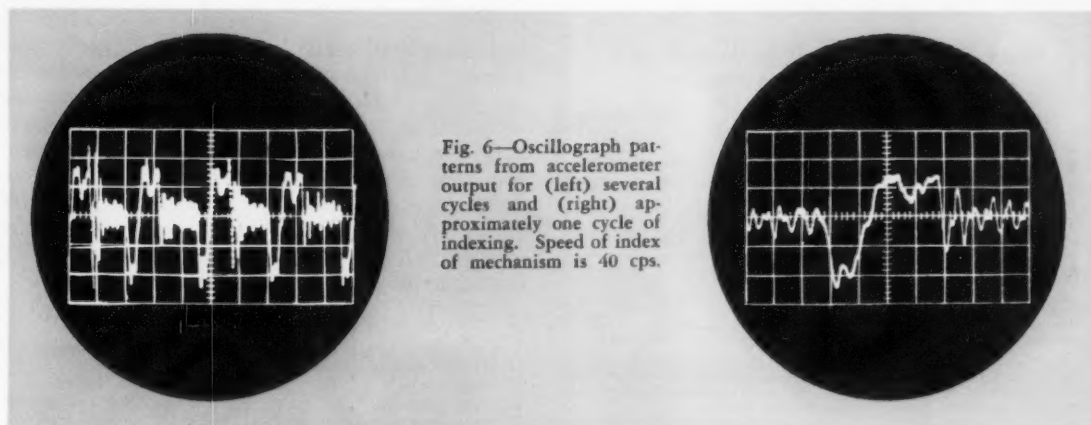 Fig. 6—Oscillograph pat-
terns from accelerometer
output for (left) several
cycles and (right) ap-
proximately one cycle of
indexing. Speed of index
of mechanism is 40 cps.